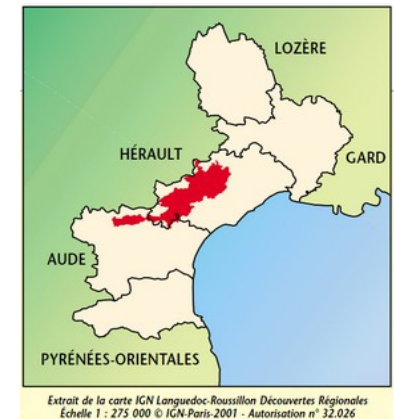 LOZÈRE
HÉRAULT
GARD
AUDE
PYRÉNÉES-ORIENTALES
Extrait de la carte IGN Languedoc-Roussillon Découvertes Régionales
Échelle 1 : 275 000 © IGN-Paris-2001 - Autorisation n° 32.026